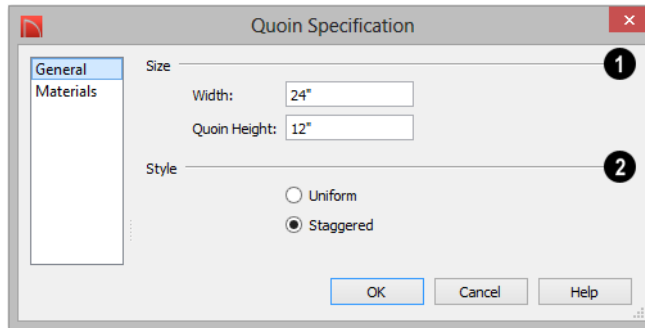 Quoin Specification
General
Materials
Size
1
Width: 24"
Quoin Height: 12"
Style
2
Uniform
Staggered
OK Cancel Help